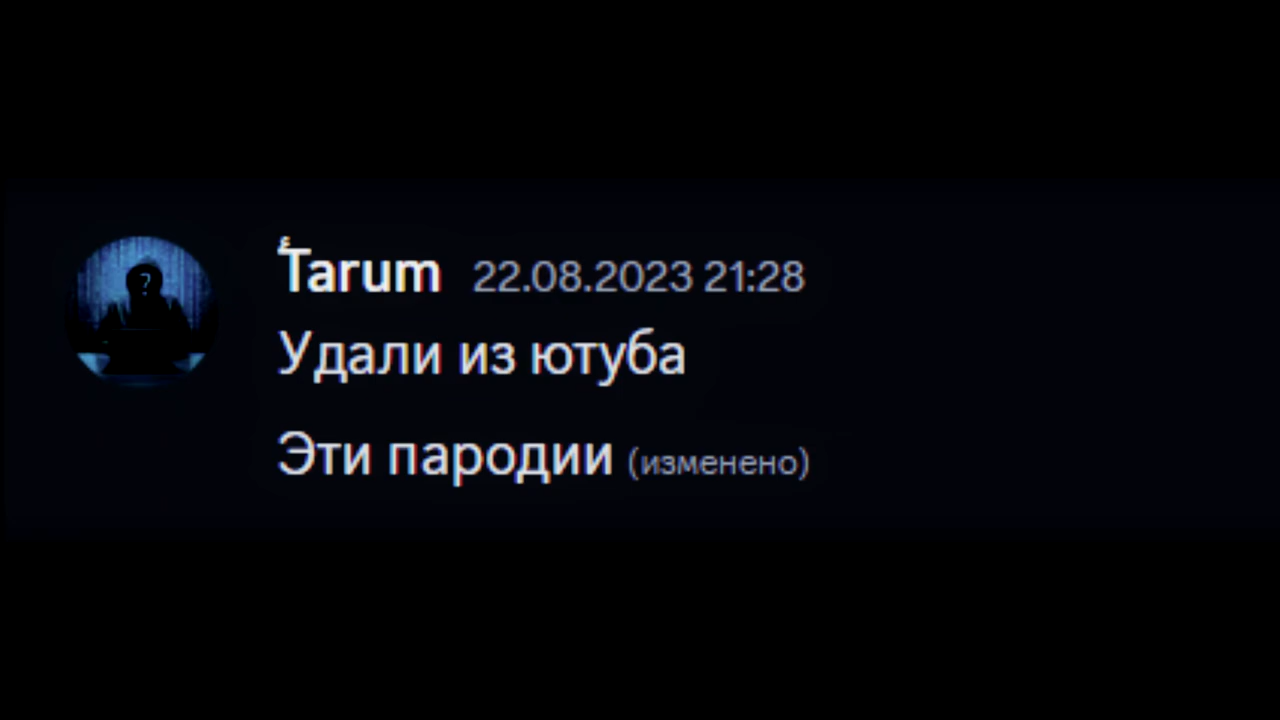 Tarum 22.08.2023 21:28
Удали из ютуба
Эти пародии (изменено)